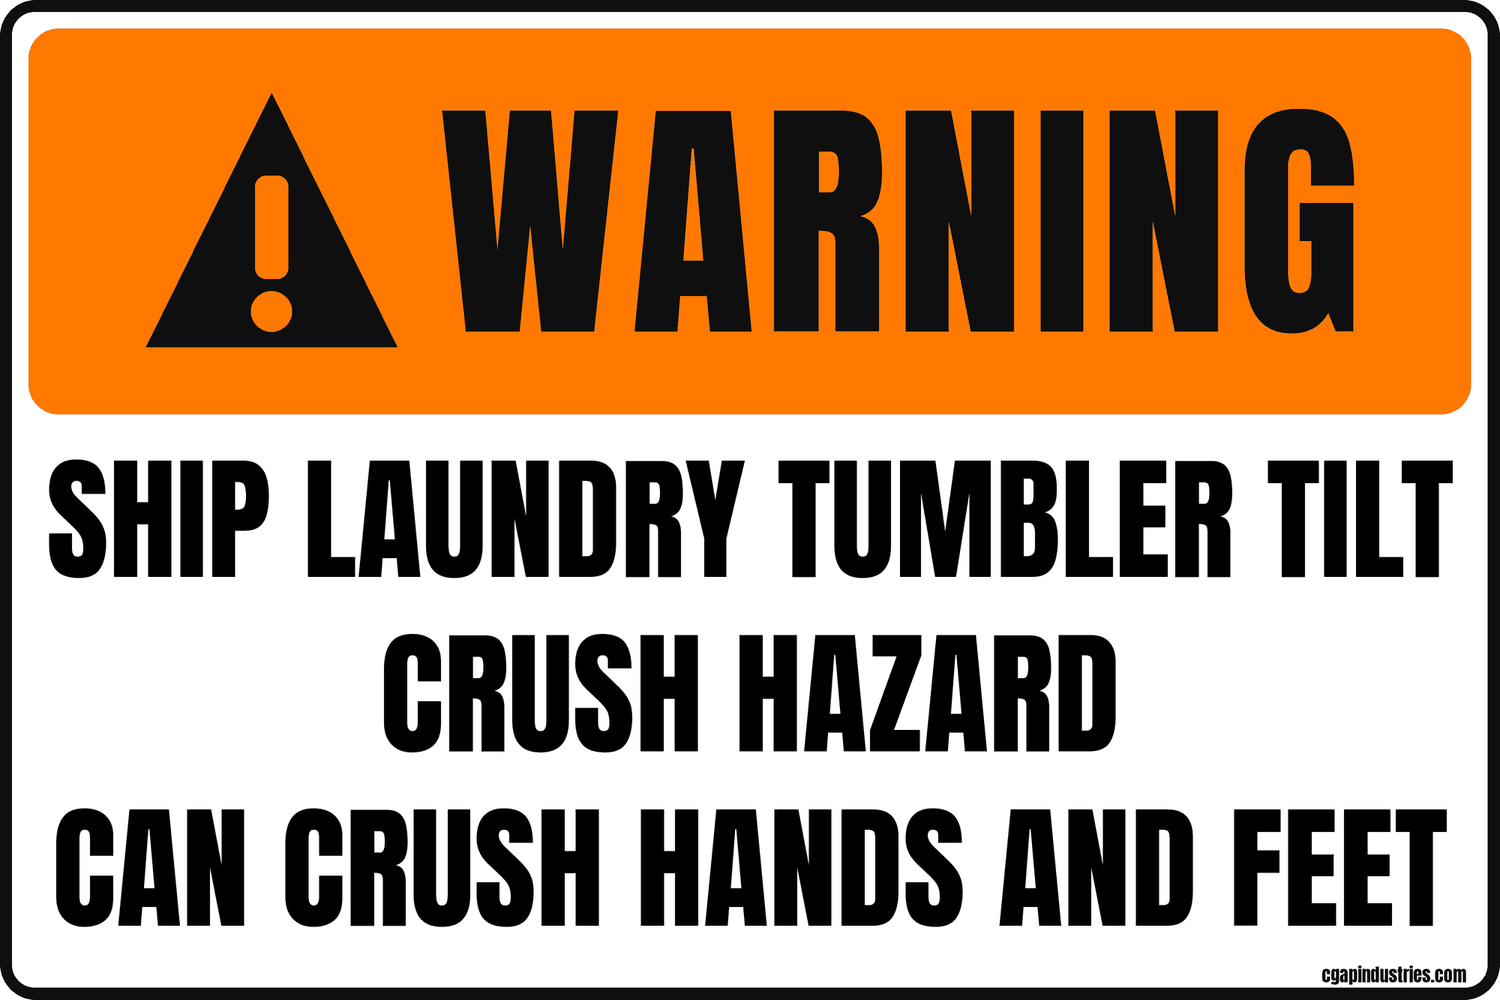 WARNING
SHIP LAUNDRY TUMBLER TILT
CRUSH HAZARD
CAN CRUSH HANDS AND FEET
cgapindustries.com